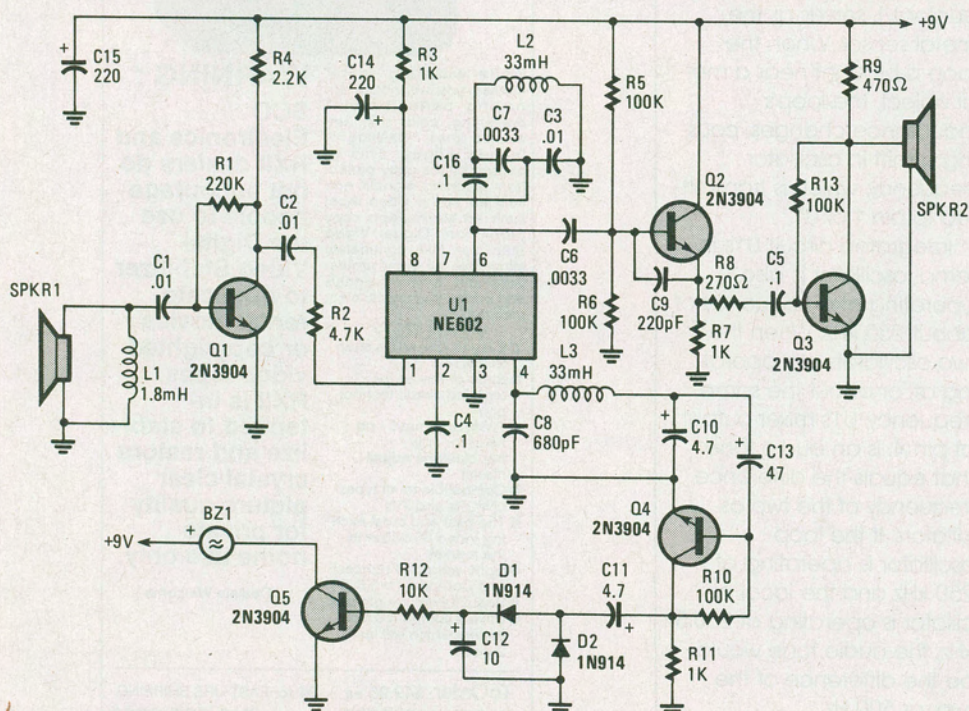 +9V
C15
220
R4
2.2K
C14
220
R3
1K
L2
33mH
R5
100K
R9
470Ω
C7
.0033
C3
.01
R1
220K
C2
.01
C16
.1
Q2
2N3904
R13
100K
SPKR2
C1
.01
SPKR1
8 7 6
U1
NE602
C6
.0033
R8
270Ω
C5
.1
C9
220pF
R2
4.7K
R6
100K
R7
1K
Q3
2N3904
L1
1.8mH
Q1
2N3904
1 2 3 4
L3
33mH
C4
.1
C8
680pF
C10
4.7
C13
47
BZ1
+9V
Q4
2N3904
R12
10K
D1
1N914
C11
4.7
R10
100K
Q5
2N3904
C12
10
D2
1N914
R11
1K